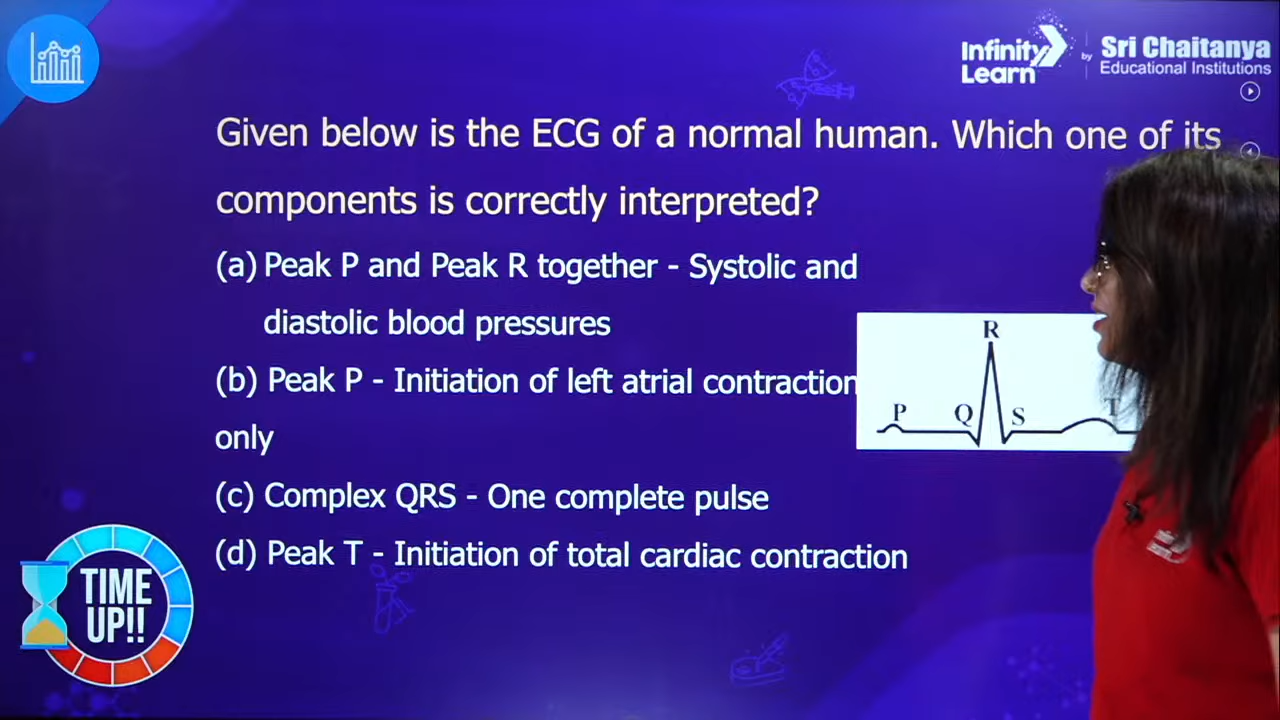 Infinity Learn
by
Sri Chaitanya
Educational Institutions
Given below is the ECG of a normal human. Which one of its
components is correctly interpreted?
(a) Peak P and Peak R together - Systolic and
diastolic blood pressures
(b) Peak P - Initiation of left atrial contraction
only
(c) Complex QRS - One complete pulse
(d) Peak T - Initiation of total cardiac contraction
R
P
Q
S
T
TIME
UP!!